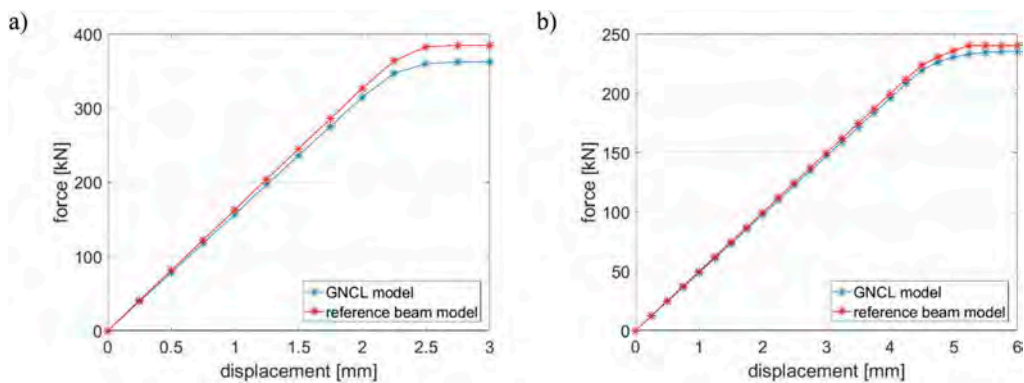 a)
400
300
200
100
0
force [kN]
0 0.5 1 1.5 2 2.5 3
displacement [mm]
GNCL model
reference beam model
b)
250
200
150
100
50
0
force [kN]
0 1 2 3 4 5 6
displacement [mm]
GNCL model
reference beam model